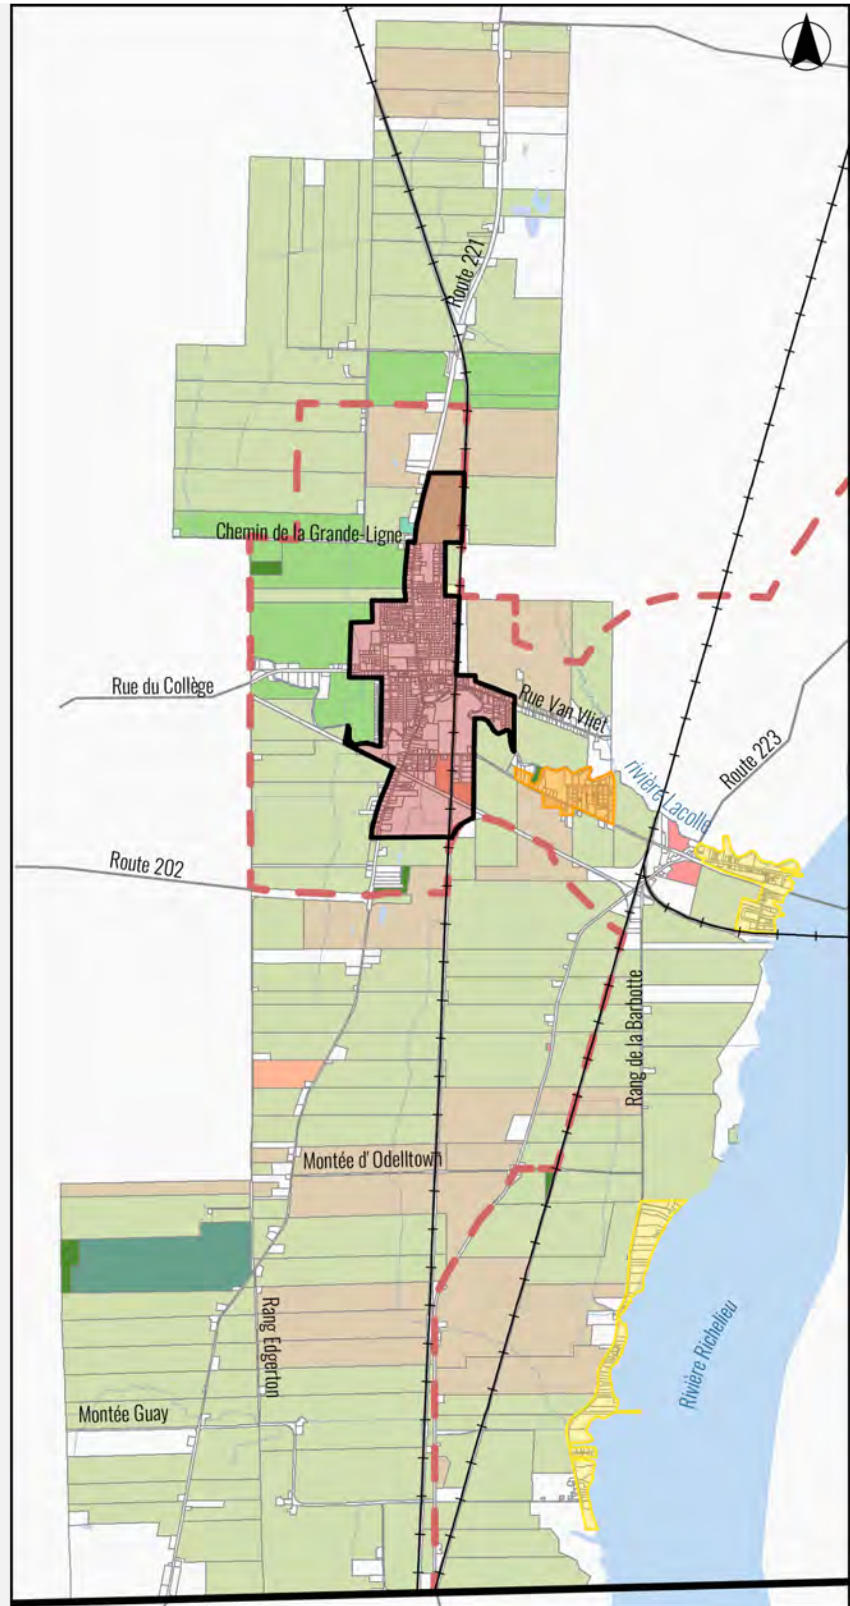 Route 221
Chemin de la Grande-Ligne
Rue du Collège
Rue Van Vliet
rivière Lacolle
Route 223
Route 202
Rang de la Barbotte
Montée d' Odelltown
Rang Edgerton
Rivière Richelieu
Montée Guay